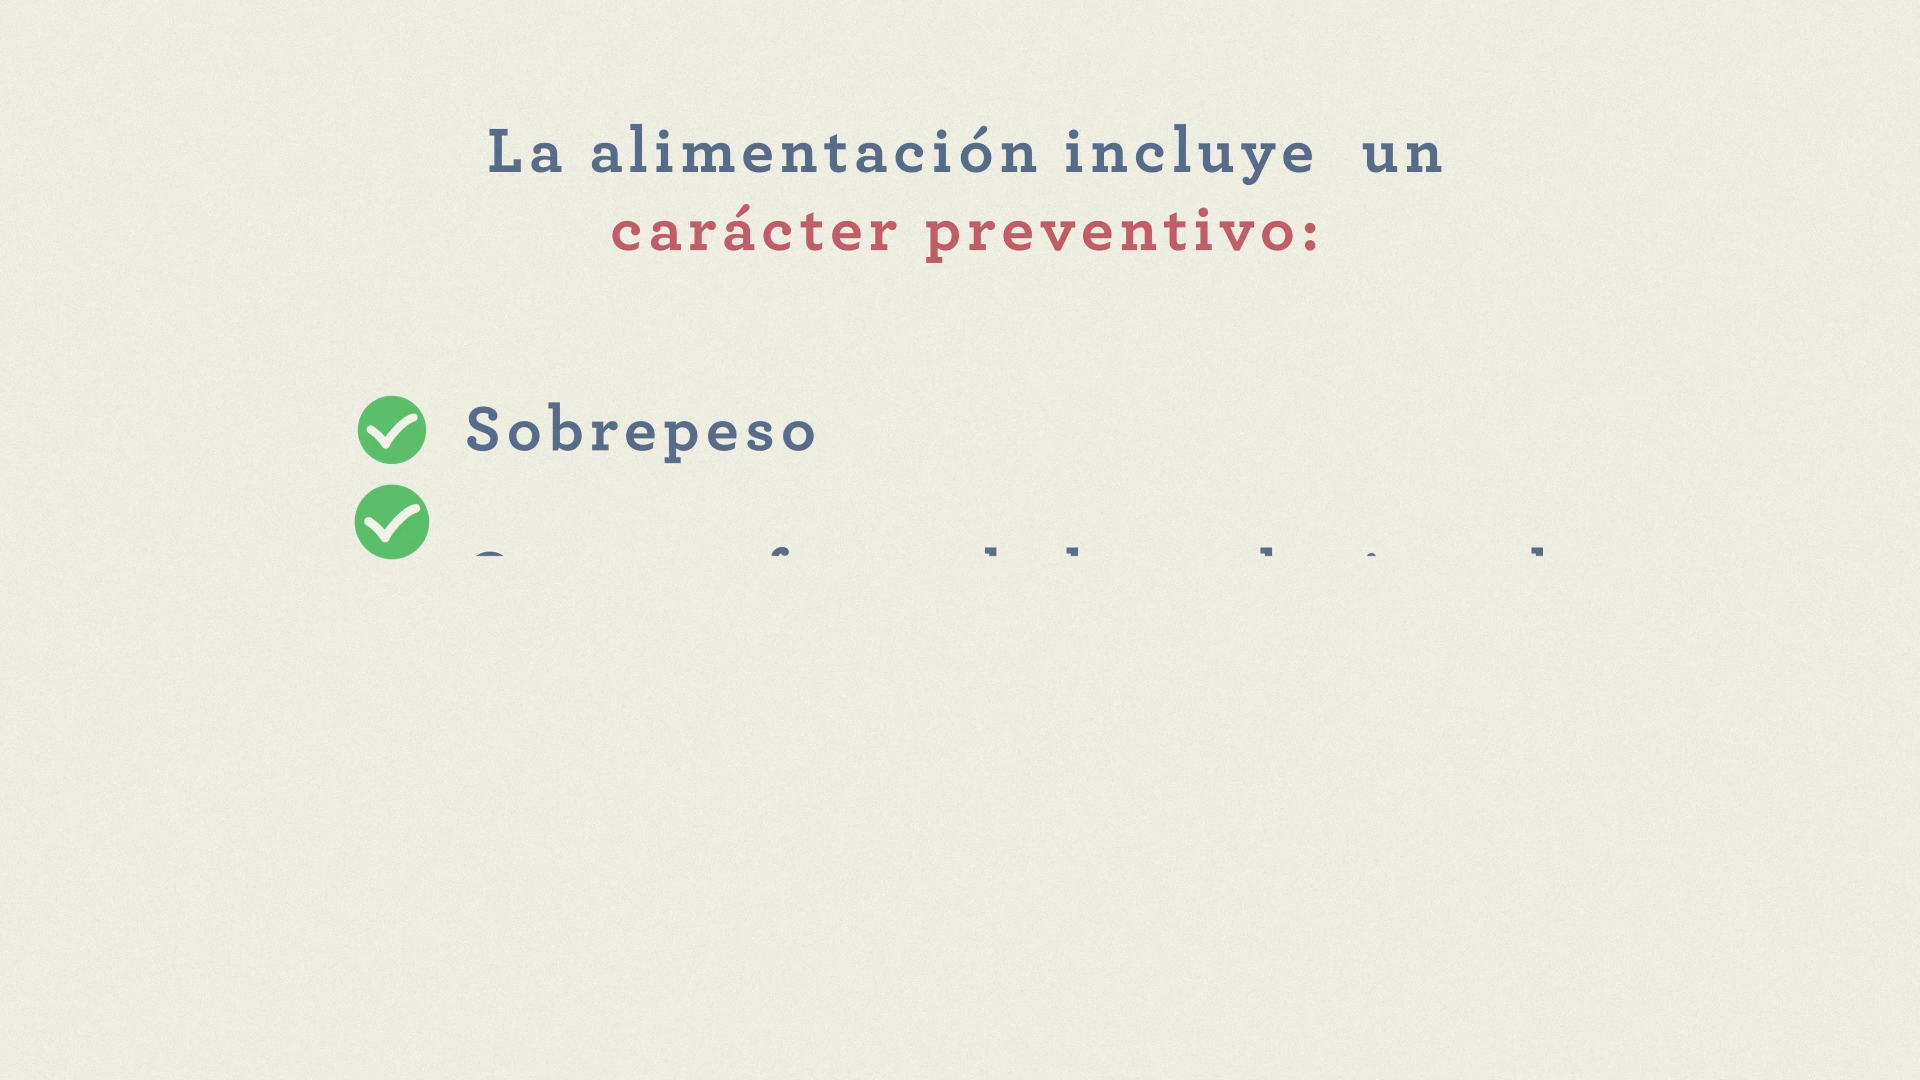 La alimentación incluye  un
carácter preventivo:
Sobrepeso